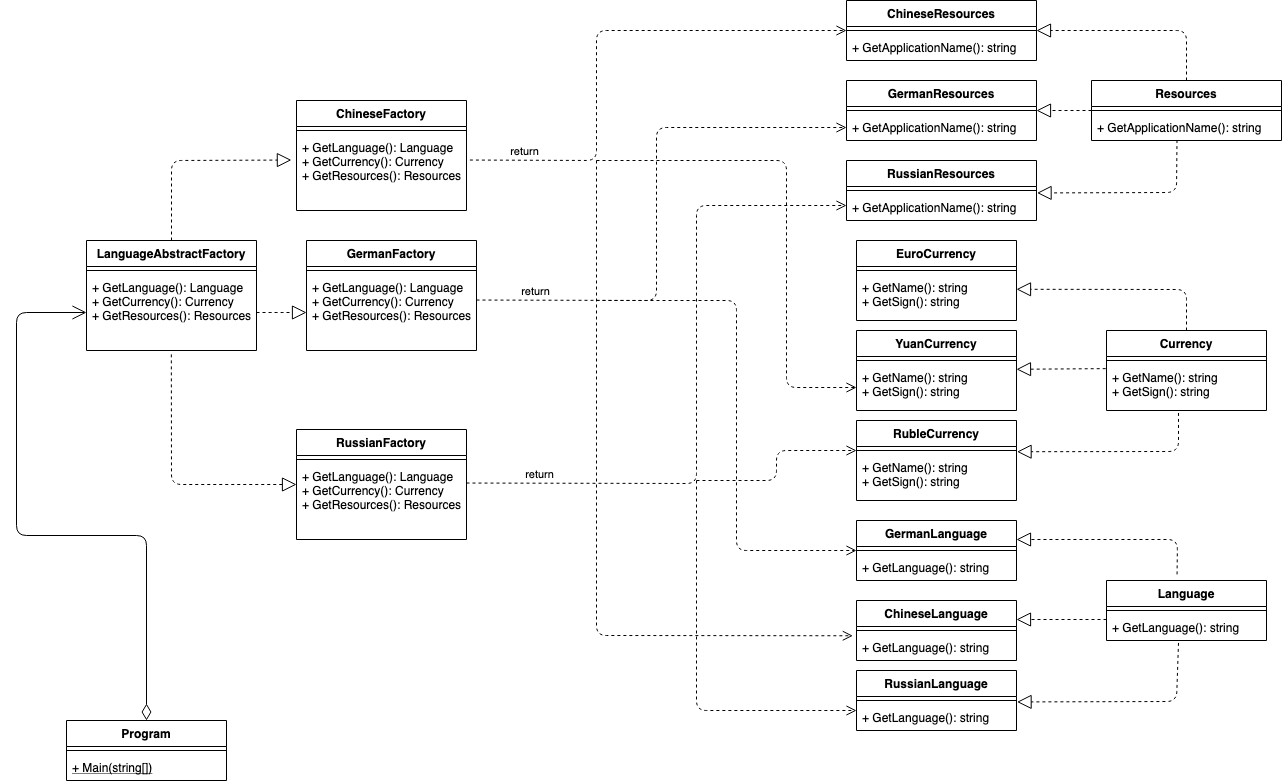 ChineseResources
+ GetApplicationName(): string
GermanResources
+ GetApplicationName(): string
Resources
+ GetApplicationName(): string
RussianResources
+ GetApplicationName(): string
ChineseFactory
+ GetLanguage(): Language
+ GetCurrency(): Currency
+ GetResources(): Resources
return
LanguageAbstractFactory
+ GetLanguage(): Language
+ GetCurrency(): Currency
+ GetResources(): Resources
GermanFactory
+ GetLanguage(): Language
+ GetCurrency(): Currency
+ GetResources(): Resources
return
EuroCurrency
+ GetName(): string
+ GetSign(): string
YuanCurrency
+ GetName(): string
+ GetSign(): string
Currency
+ GetName(): string
+ GetSign(): string
RussianFactory
+ GetLanguage(): Language
+ GetCurrency(): Currency
+ GetResources(): Resources
return
RubleCurrency
+ GetName(): string
+ GetSign(): string
GermanLanguage
+ GetLanguage(): string
ChineseLanguage
+ GetLanguage(): string
Language
+ GetLanguage(): string
RussianLanguage
+ GetLanguage(): string
Program
+ Main(string[])